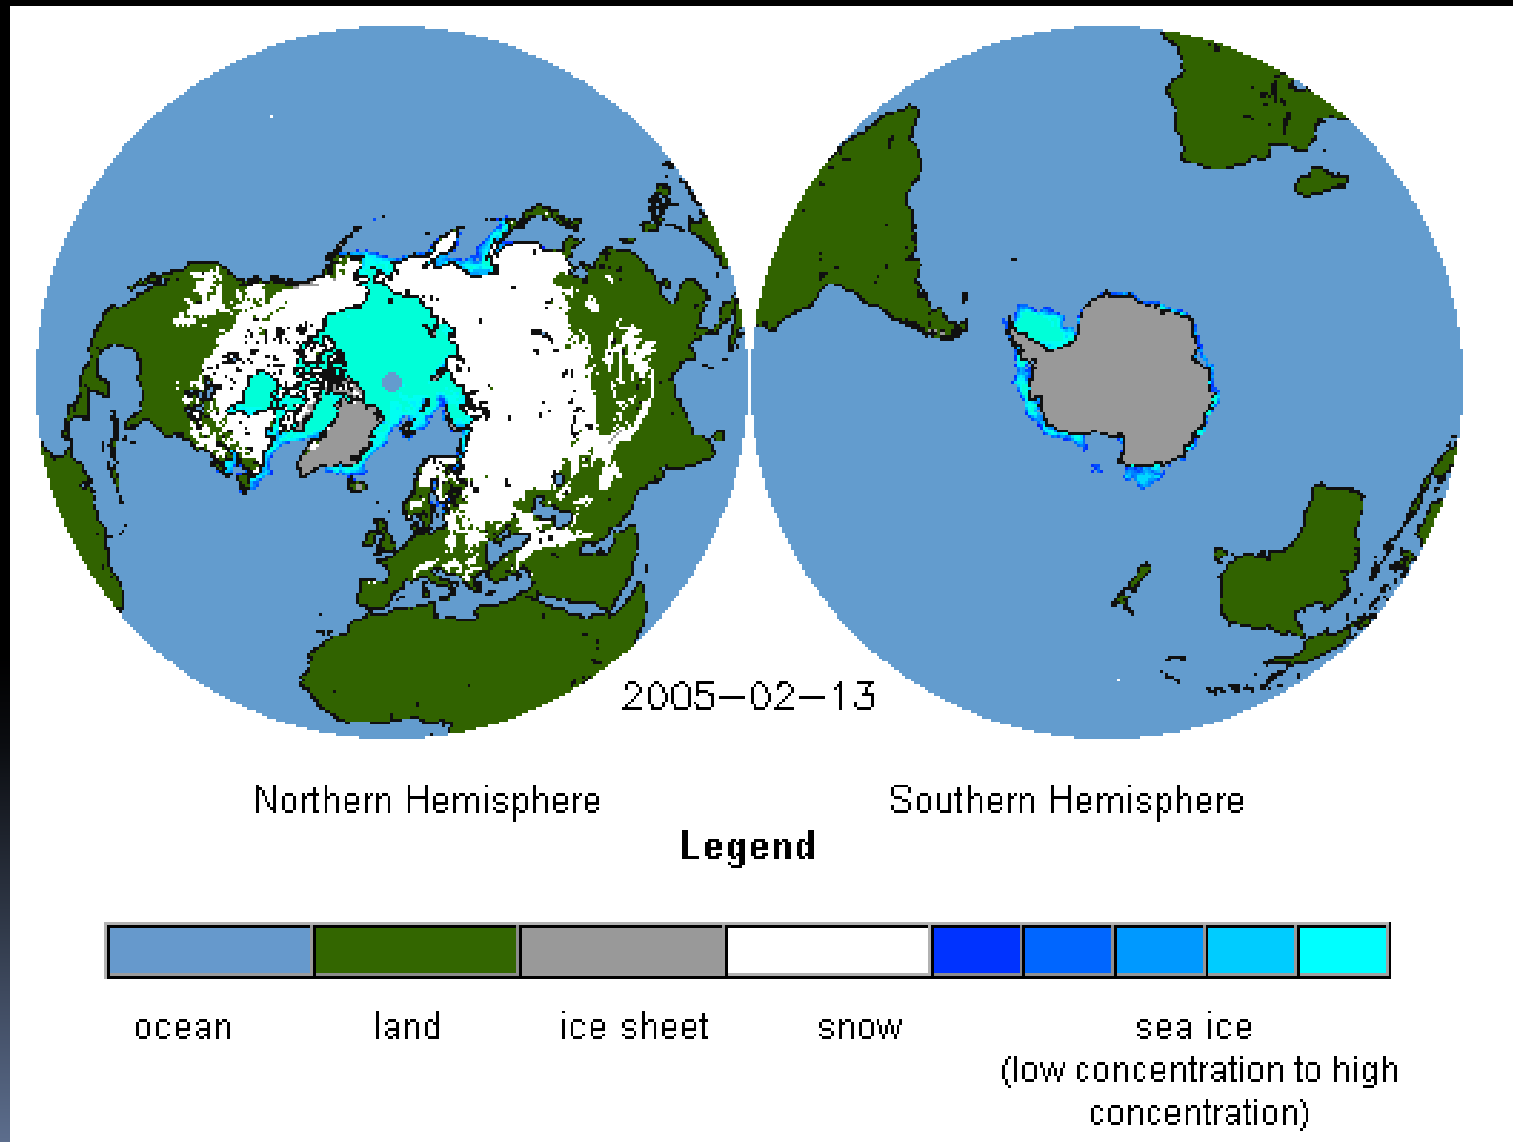 2005-02-13
Northern Hemisphere
Southern Hemisphere
Legend
ocean
land
ice sheet
snow
sea ice
(low concentration to high
concentration)